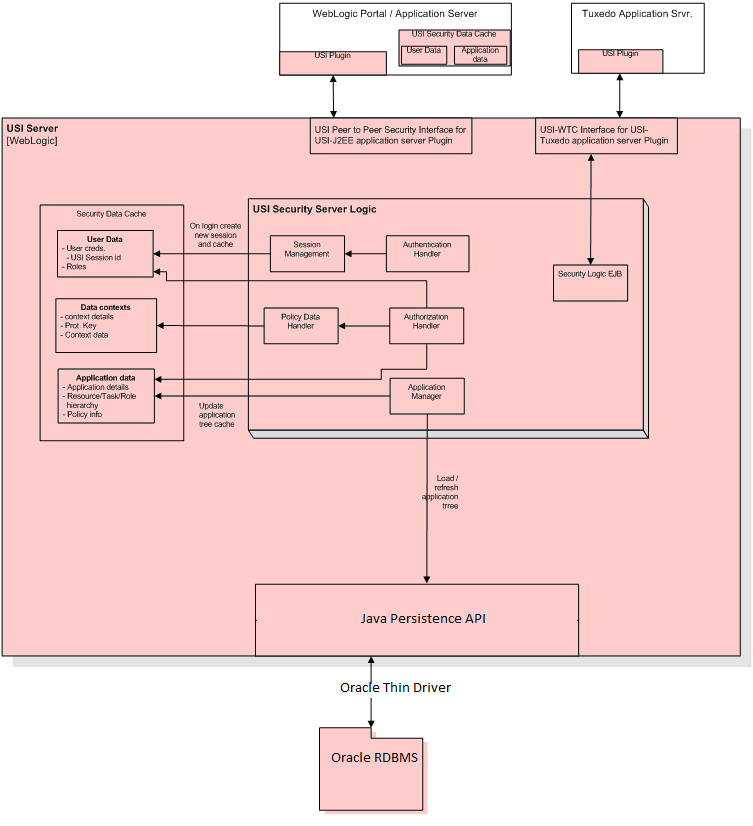 WebLogic Portal / Application Server
USI Security Data Cache
User Data
Application
data
USI Plugin
Tuxedo Application Srvr.
USI Plugin
USI Server
[WebLogic]
USI Peer to Peer Security Interface for
USI-J2EE application server Plugin
USI-WTC Interface for USI-
Tuxedo application server Plugin
Security Data Cache
User Data
- User creds.
- USI Session id
- Roles
Data contexts
- context details
- Prot. Key
- Context data
Application data
- Application details
- Resource/Task/Role
hierarchy
- Policy info
On login create
new session
and cache
Update
application
tree cache
USI Security Server Logic
Session
Management
Authentication
Handler
Policy Data
Handler
Authorization
Handler
Application
Manager
Security Logic EJB
Load /
refresh
application
trree
Java Persistence API
Oracle Thin Driver
Oracle RDBMS